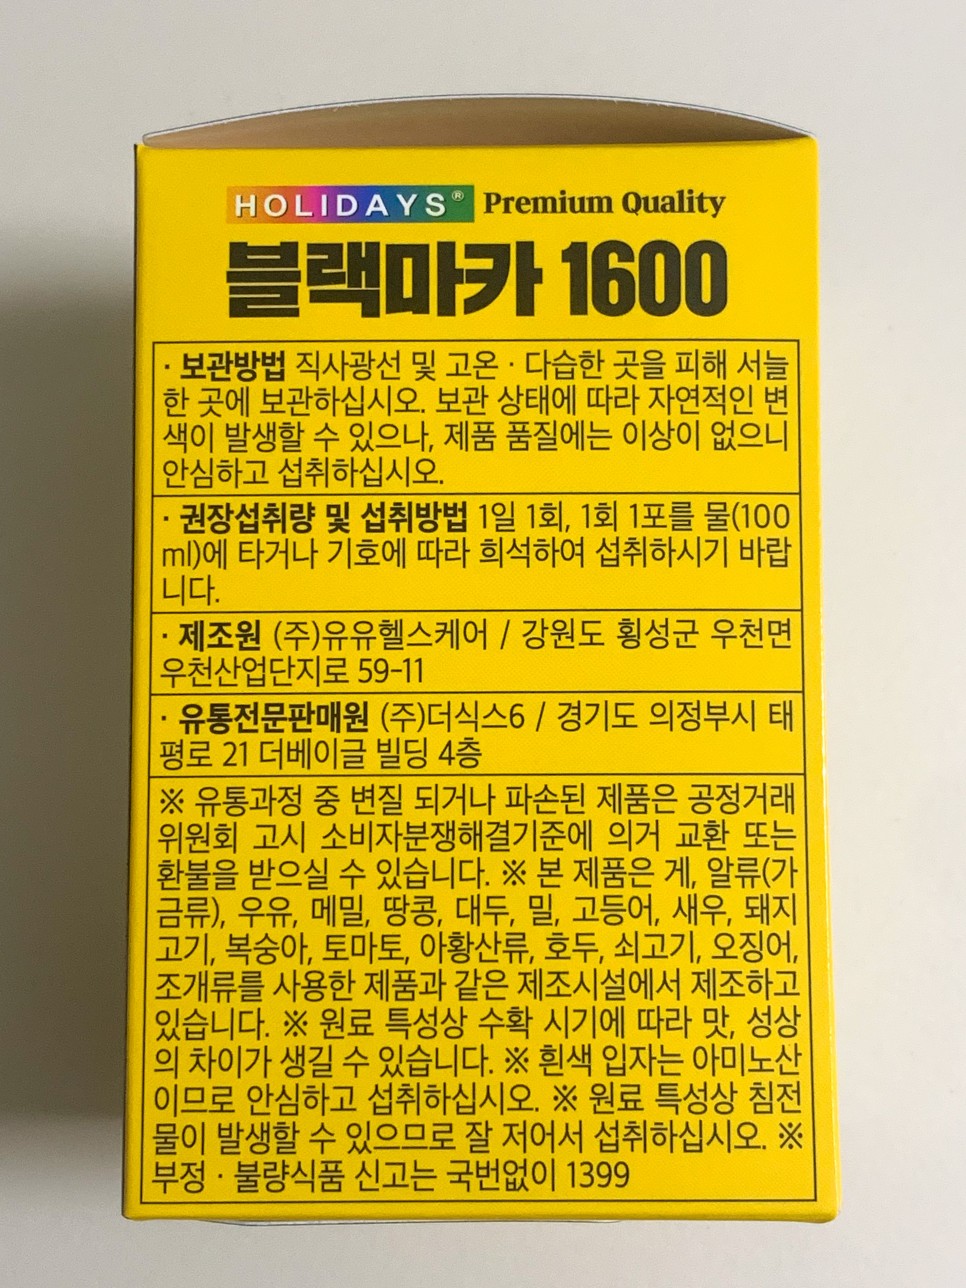 HOLIDAYS® Premium Quality
블랙마카 1600
· 보관방법 직사광선 및 고온 · 다습한 곳을 피해 서늘
한 곳에 보관하십시오. 보관 상태에 따라 자연적인 변
색이 발생할 수 있으나, 제품 품질에는 이상이 없으니
안심하고 섭취하십시오.
· 권장섭취량 및 섭취방법 1일 1회, 1회 1포를 물(100
ml)에 타거나 기호에 따라 희석하여 섭취하시기 바랍
니다.
· 제조원 (주)유유헬스케어 / 강원도 횡성군 우천면
우천산업단지로 59-11
· 유통전문판매원 (주)더식스6 / 경기도 의정부시 태
평로 21 더베이글 빌딩 4층
※ 유통과정 중 변질 되거나 파손된 제품은 공정거래
위원회 고시 소비자분쟁해결기준에 의거 교환 또는
환불을 받으실 수 있습니다. ※ 본 제품은 게, 알류(가
금류), 우유, 메밀, 땅콩, 대두, 밀, 고등어, 새우, 돼지
고기, 복숭아, 토마토, 아황산류, 호두, 쇠고기, 오징어,
조개류를 사용한 제품과 같은 제조시설에서 제조하고
있습니다. ※ 원료 특성상 수확 시기에 따라 맛, 성상
의 차이가 생길 수 있습니다. ※ 흰색 입자는 아미노산
이므로 안심하고 섭취하십시오. ※ 원료 특성상 침전
물이 발생할 수 있으므로 잘 저어서 섭취하십시오. ※
부정 · 불량식품 신고는 국번없이 1399